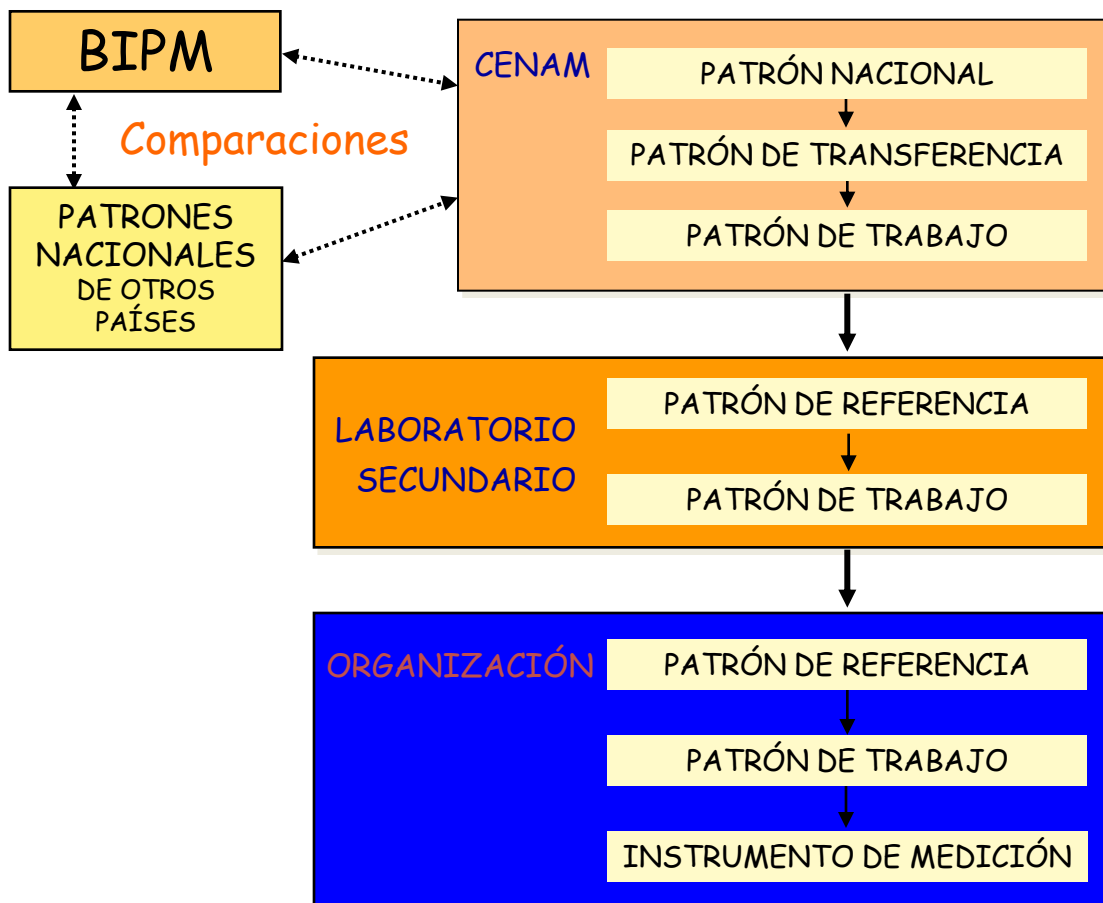 BIPM
Comparaciones
PATRONES
NACIONALES
DE OTROS
PAÍSES
CENAM
PATRÓN NACIONAL
PATRÓN DE TRANSFERENCIA
PATRÓN DE TRABAJO
LABORATORIO
SECUNDARIO
PATRÓN DE REFERENCIA
PATRÓN DE TRABAJO
ORGANIZACIÓN
PATRÓN DE REFERENCIA
PATRÓN DE TRABAJO
INSTRUMENTO DE MEDICIÓN